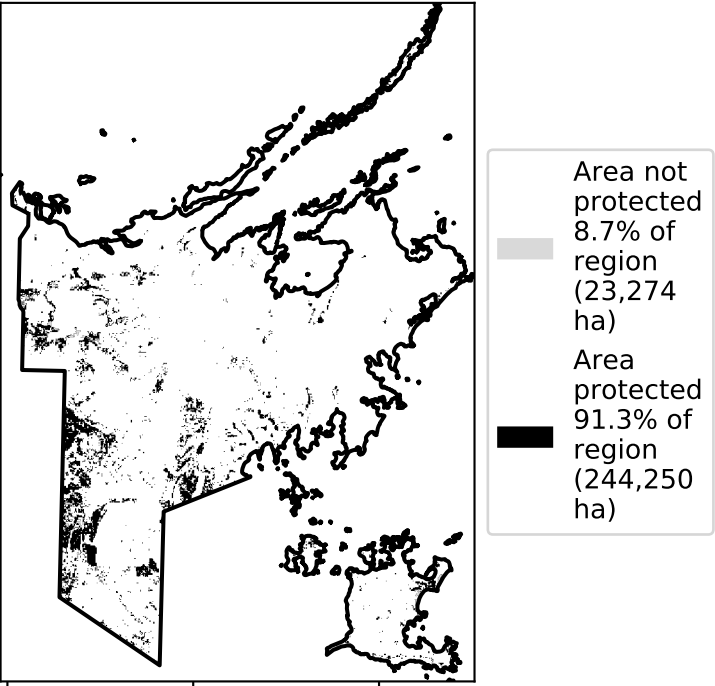 Area not
protected
8.7% of
region
(23,274
ha)
Area
protected
91.3% of
region
(244,250
ha)